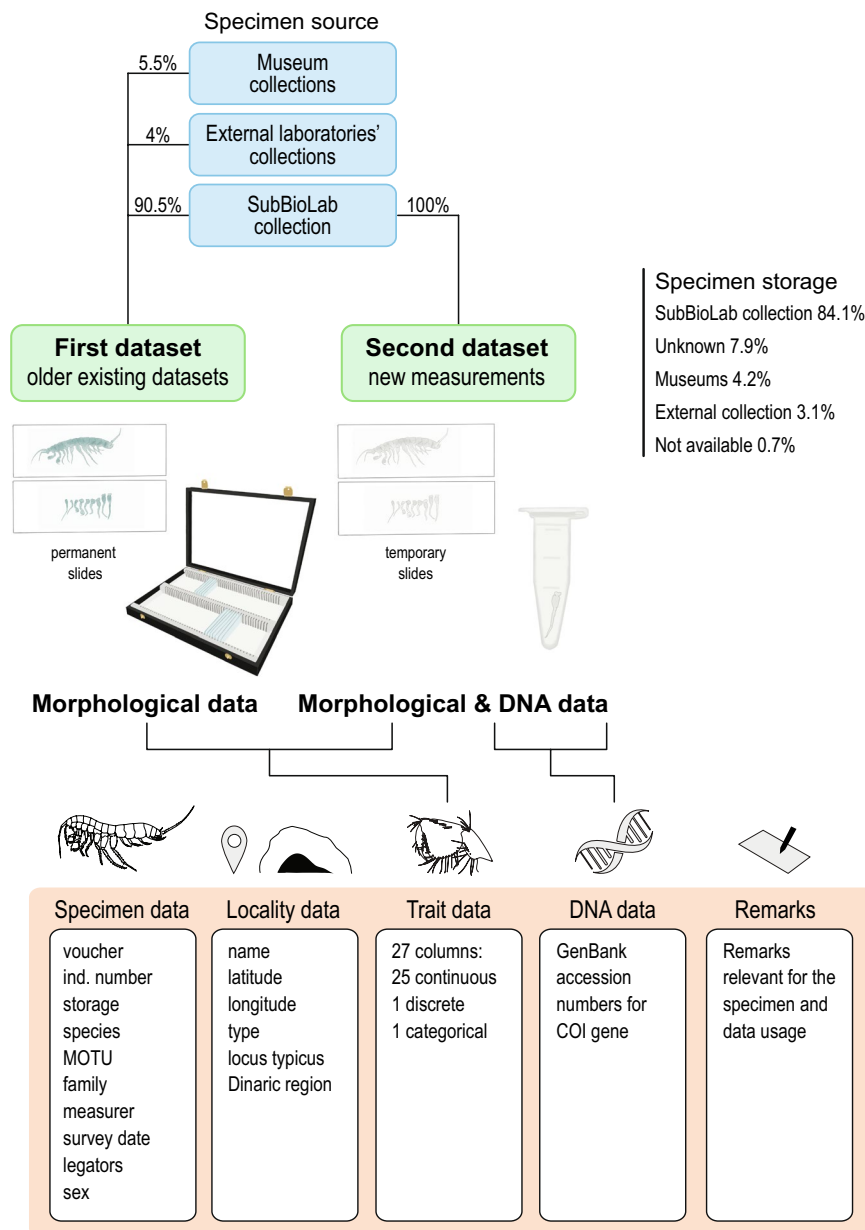 Specimen source
5.5%
Museum
collections
4%
External laboratories'
collections
90.5%
SubBioLab
collection
100%
Specimen storage
SubBioLab collection 84.1%
Unknown 7.9%
Museums 4.2%
External collection 3.1%
Not available 0.7%
First dataset
older existing datasets
Second dataset
new measurements
permanent
slides
temporary
slides
Morphological data
Morphological & DNA data
Specimen data
voucher
ind. number
storage
species
MOTU
family
measurer
survey date
legators
sex
Locality data
name
latitude
longitude
type
locus typicus
Dinaric region
Trait data
27 columns:
25 continuous
1 discrete
1 categorical
DNA data
GenBank
accession
numbers for
COI gene
Remarks
Remarks
relevant for the
specimen and
data usage